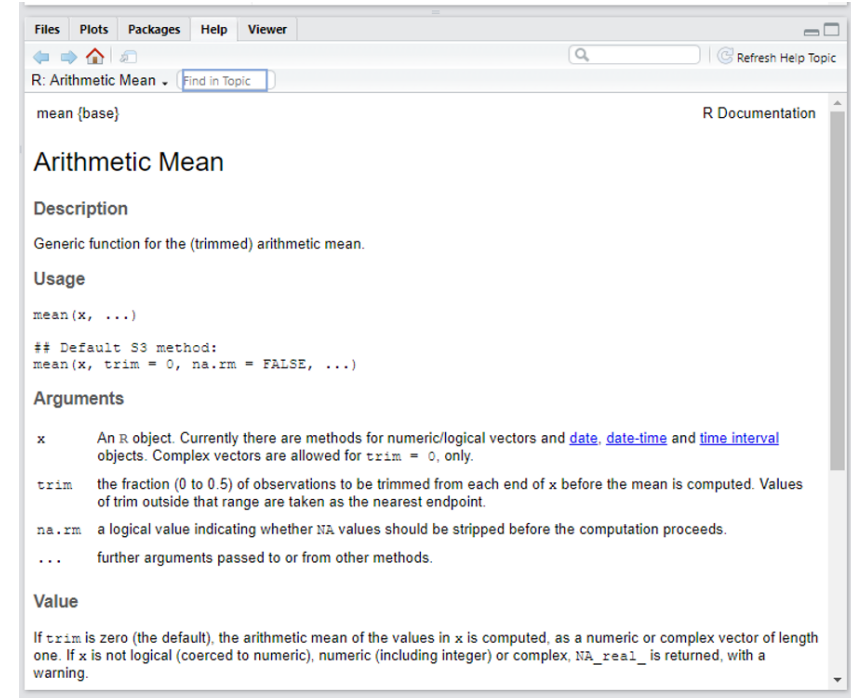 Files Plots Packages Help Viewer
Refresh Help Topic
R: Arithmetic Mean Find in Topic
mean {base} R Documentation
Arithmetic Mean
Description
Generic function for the (trimmed) arithmetic mean.
Usage
mean(x, ...)
## Default S3 method:
mean(x, trim = 0, na.rm = FALSE, ...)
Arguments
x An R object. Currently there are methods for numeric/logical vectors and date, date-time and time interval
objects. Complex vectors are allowed for trim = 0, only.
trim the fraction (0 to 0.5) of observations to be trimmed from each end of x before the mean is computed. Values
of trim outside that range are taken as the nearest endpoint.
na.rm a logical value indicating whether NA values should be stripped before the computation proceeds.
... further arguments passed to or from other methods.
Value
If trim is zero (the default), the arithmetic mean of the values in x is computed, as a numeric or complex vector of length
one. If x is not logical (coerced to numeric), numeric (including integer) or complex, NA_real_ is returned, with a
warning.